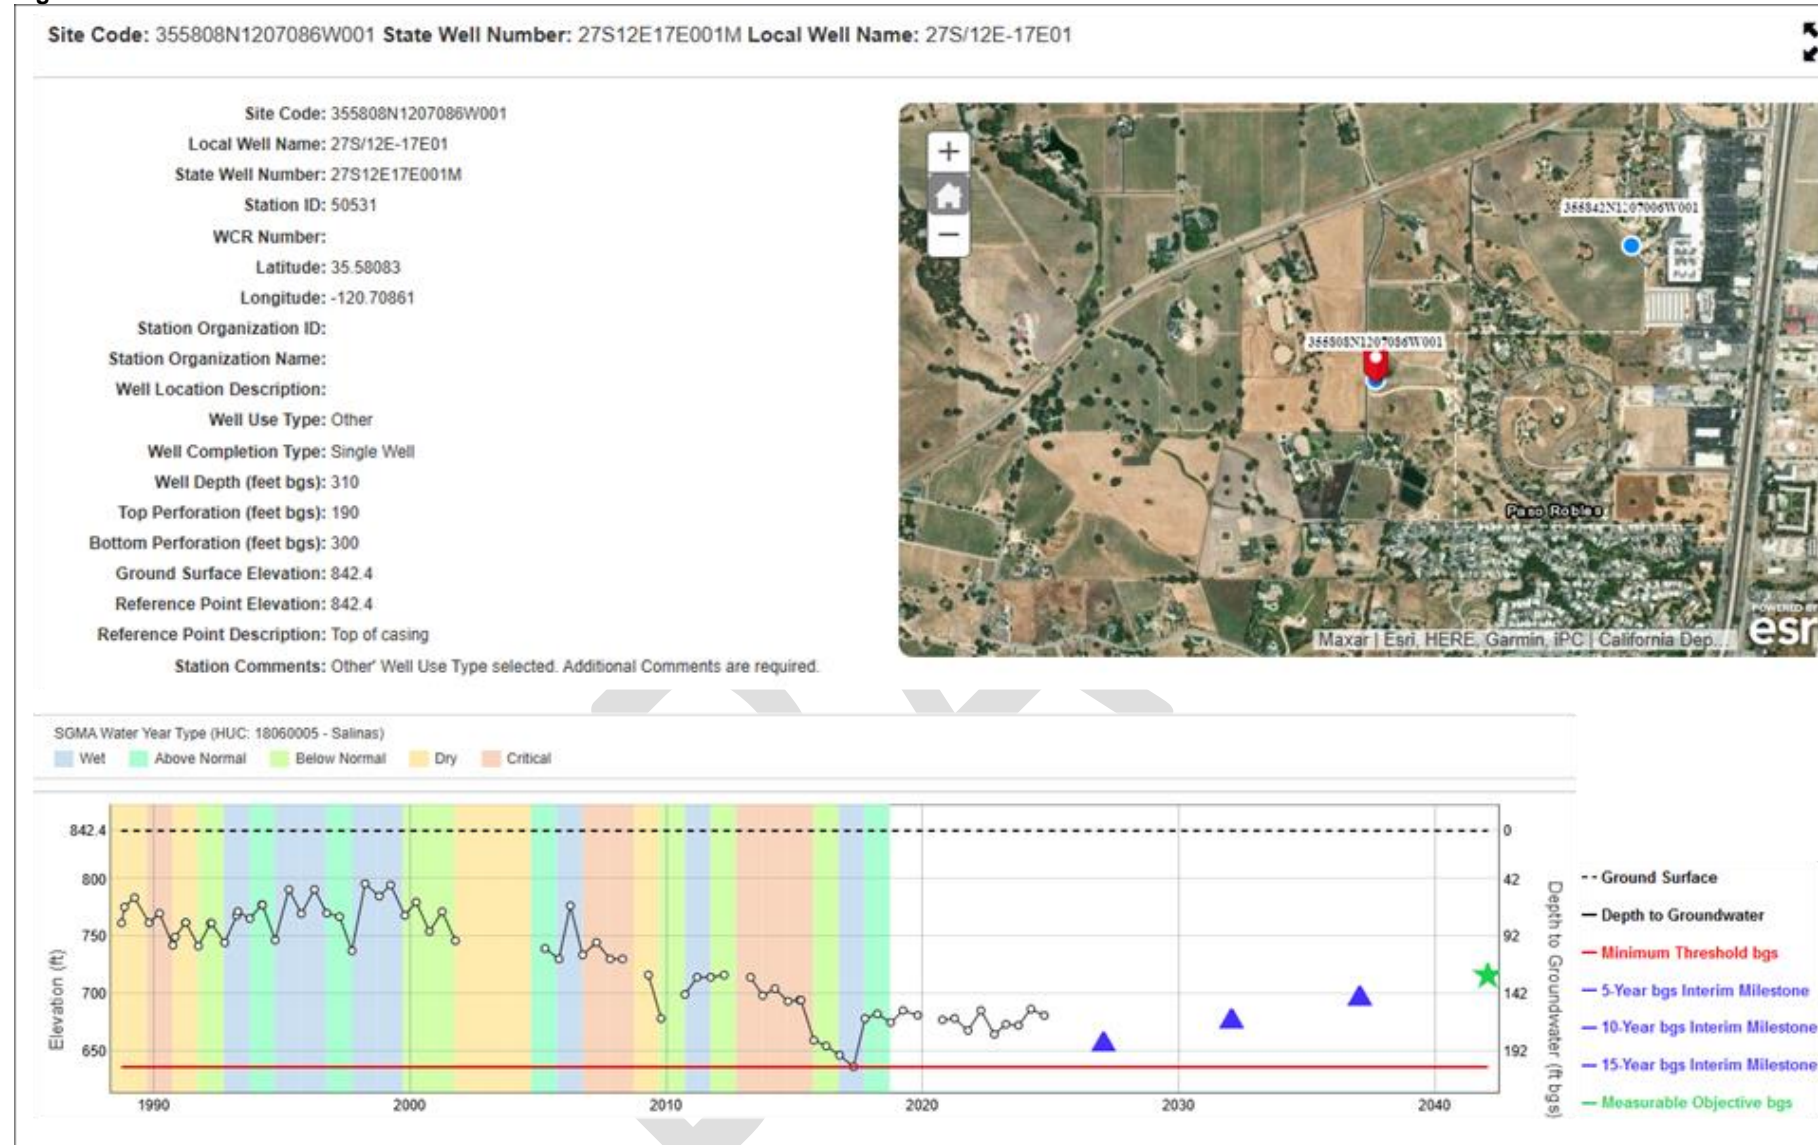 Site Code: 355808N1207086W001 State Well Number: 27S12E17E001M Local Well Name: 27S/12E-17E01
Site Code: 355808N1207086W001
Local Well Name: 27S/12E-17E01
State Well Number: 27S12E17E001M
Station ID: 50531
WCR Number:
Latitude: 35.58083
Longitude: -120.70861
Station Organization ID:
Station Organization Name:
Well Location Description:
Well Use Type: Other
Well Completion Type: Single Well
Well Depth (feet bgs): 310
Top Perforation (feet bgs): 190
Bottom Perforation (feet bgs): 300
Ground Surface Elevation: 842.4
Reference Point Elevation: 842.4
Reference Point Description: Top of casing
Station Comments: Other' Well Use Type selected. Additional Comments are required.
+
−
355842N1207006W001
355808N1207086W001
Paso Robles
POWERED BY
esri
Maxar | Esri, HERE, Garmin, iPC | California Dep...
SGMA Water Year Type (HUC: 18060005 - Salinas)
Wet Above Normal Below Normal Dry Critical
842.4
800
750
700
650
Elevation (ft)
0
42
92
142
192
Depth to Groundwater (ft bgs)
1990 2000 2010 2020 2030 2040
Ground Surface
Depth to Groundwater
Minimum Threshold bgs
5-Year bgs Interim Milestone
10-Year bgs Interim Milestone
15-Year bgs Interim Milestone
Measurable Objective bgs